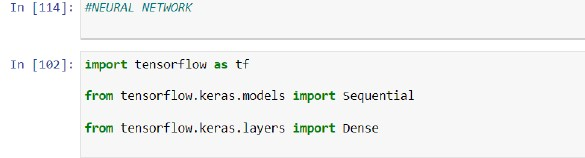 In [114]: #NEURAL NETWORK
In [102]: import tensorflow as tf
from tensorflow.keras.models import Sequential
from tensorflow.keras.layers import Dense